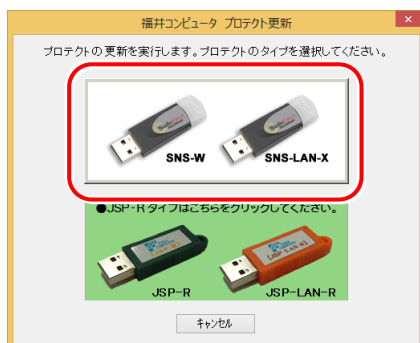 福井コンピュータ プロテクト更新
×
プロテクトの更新を実行します。プロテクトのタイプを選択してください。
SNS-W SNS-LAN-X
●JSP-Rタイプはこちらをクリックしてください。
[JSP-R] [JSP-LAN-R]
JSP-R JSP-LAN-R
キャンセル